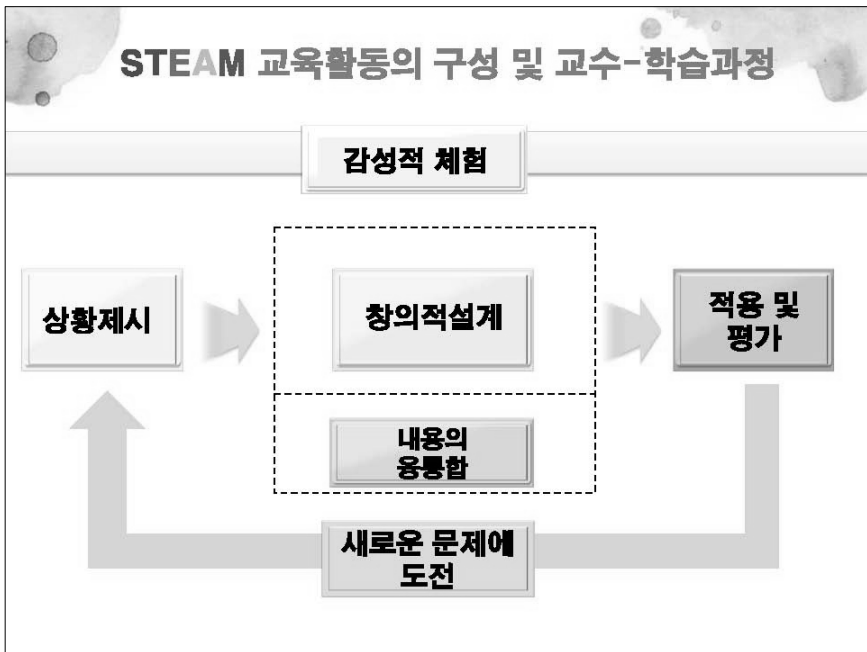 STEAM 교육활동의 구성 및 교수-학습과정
감성적 체험
상황제시
창의적설계
적용 및
평가
내용의
융통합
새로운 문제에
도전